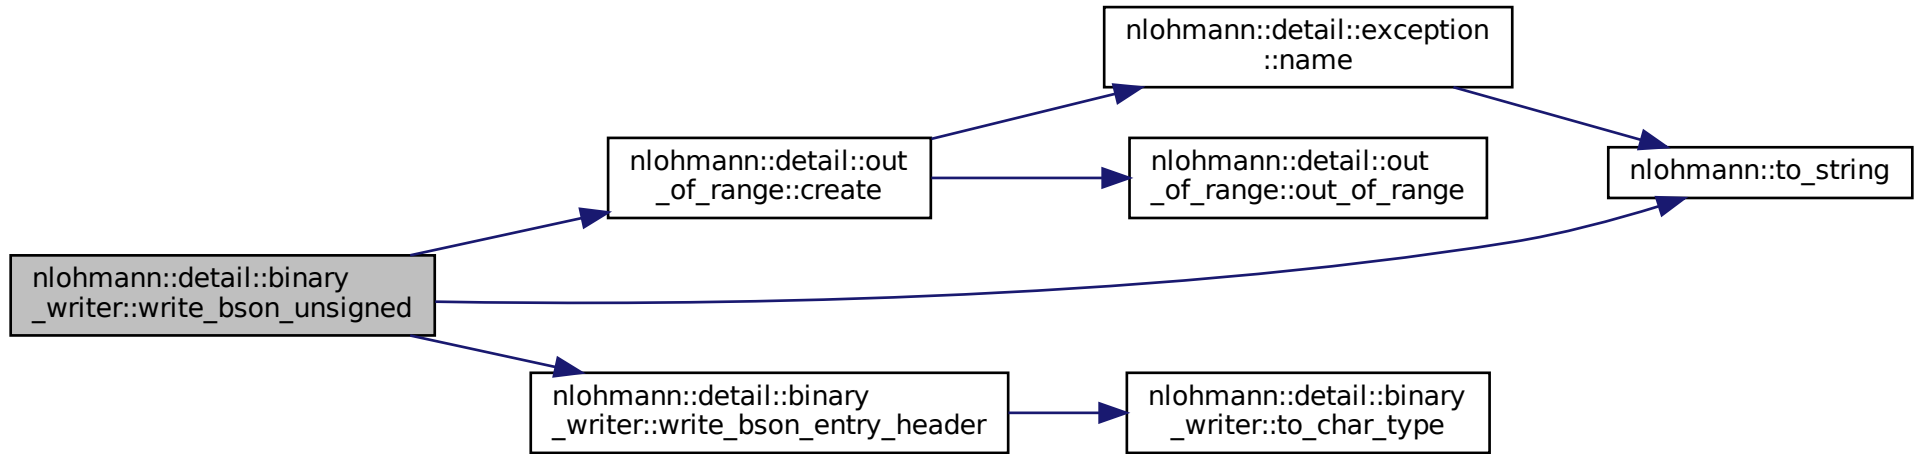 nlohmann::detail::exception
::name
nlohmann::detail::out
_of_range::create
nlohmann::detail::out
_of_range::out_of_range
nlohmann::to_string
nlohmann::detail::binary
_writer::write_bson_unsigned
nlohmann::detail::binary
_writer::write_bson_entry_header
nlohmann::detail::binary
_writer::to_char_type